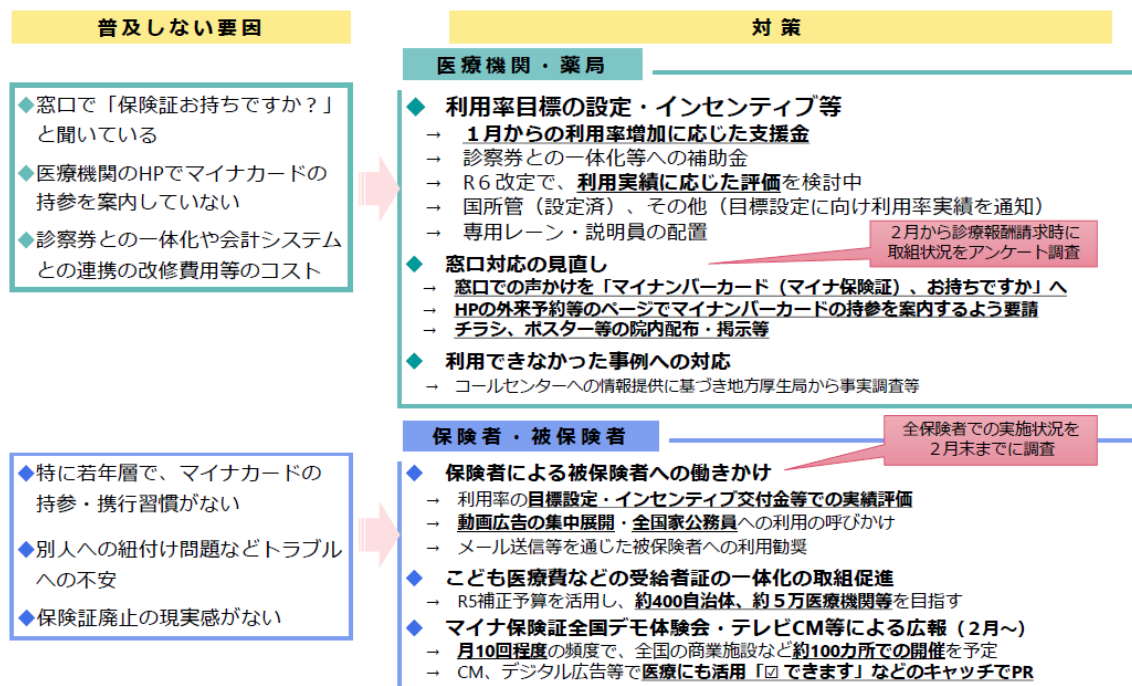 普及しない要因
対策
医療機関・薬局
◆窓口で「保険証お持ちですか？」
と聞いている
◆医療機関のHPでマイナカードの
持参を案内していない
◆診察券との一体化や会計システム
との連携の改修費用等のコスト
◆ 利用率目標の設定・インセンティブ等
→ １月からの利用率増加に応じた支援金
→ 診察券との一体化等への補助金
→ R６改定で、利用実績に応じた評価を検討中
→ 国所管（設定済）、その他（目標設定に向け利用率実績を通知）
→ 専用レーン・説明員の配置
２月から診療報酬請求時に
取組状況をアンケート調査
◆ 窓口対応の見直し
→ 窓口での声かけを「マイナンバーカード（マイナ保険証）、お持ちですか」へ
→ HPの外来予約等のページでマイナンバーカードの持参を案内するよう要請
→ チラシ、ポスター等の院内配布・掲示等
◆ 利用できなかった事例への対応
→ コールセンターへの情報提供に基づき地方厚生局から事実調査等
保険者・被保険者
全保険者での実施状況を
２月末までに調査
◆特に若年層で、マイナカードの
持参・携行習慣がない
◆別人への紐付け問題などトラブル
への不安
◆保険証廃止の現実感がない
◆ 保険者による被保険者への働きかけ
→ 利用率の目標設定・インセンティブ交付金等での実績評価
→ 動画広告の集中展開・全国家公務員への利用の呼びかけ
→ メール送信等を通じた被保険者への利用勧奨
◆ こども医療費などの受給者証の一体化の取組促進
→ R5補正予算を活用し、約400自治体、約５万医療機関等を目指す
◆ マイナ保険証全国デモ体験会・テレビCM等による広報（２月～）
→ 月10回程度の頻度で、全国の商業施設など約100カ所での開催を予定
→ CM、デジタル広告等で医療にも活用「☑ できます」などのキャッチでPR